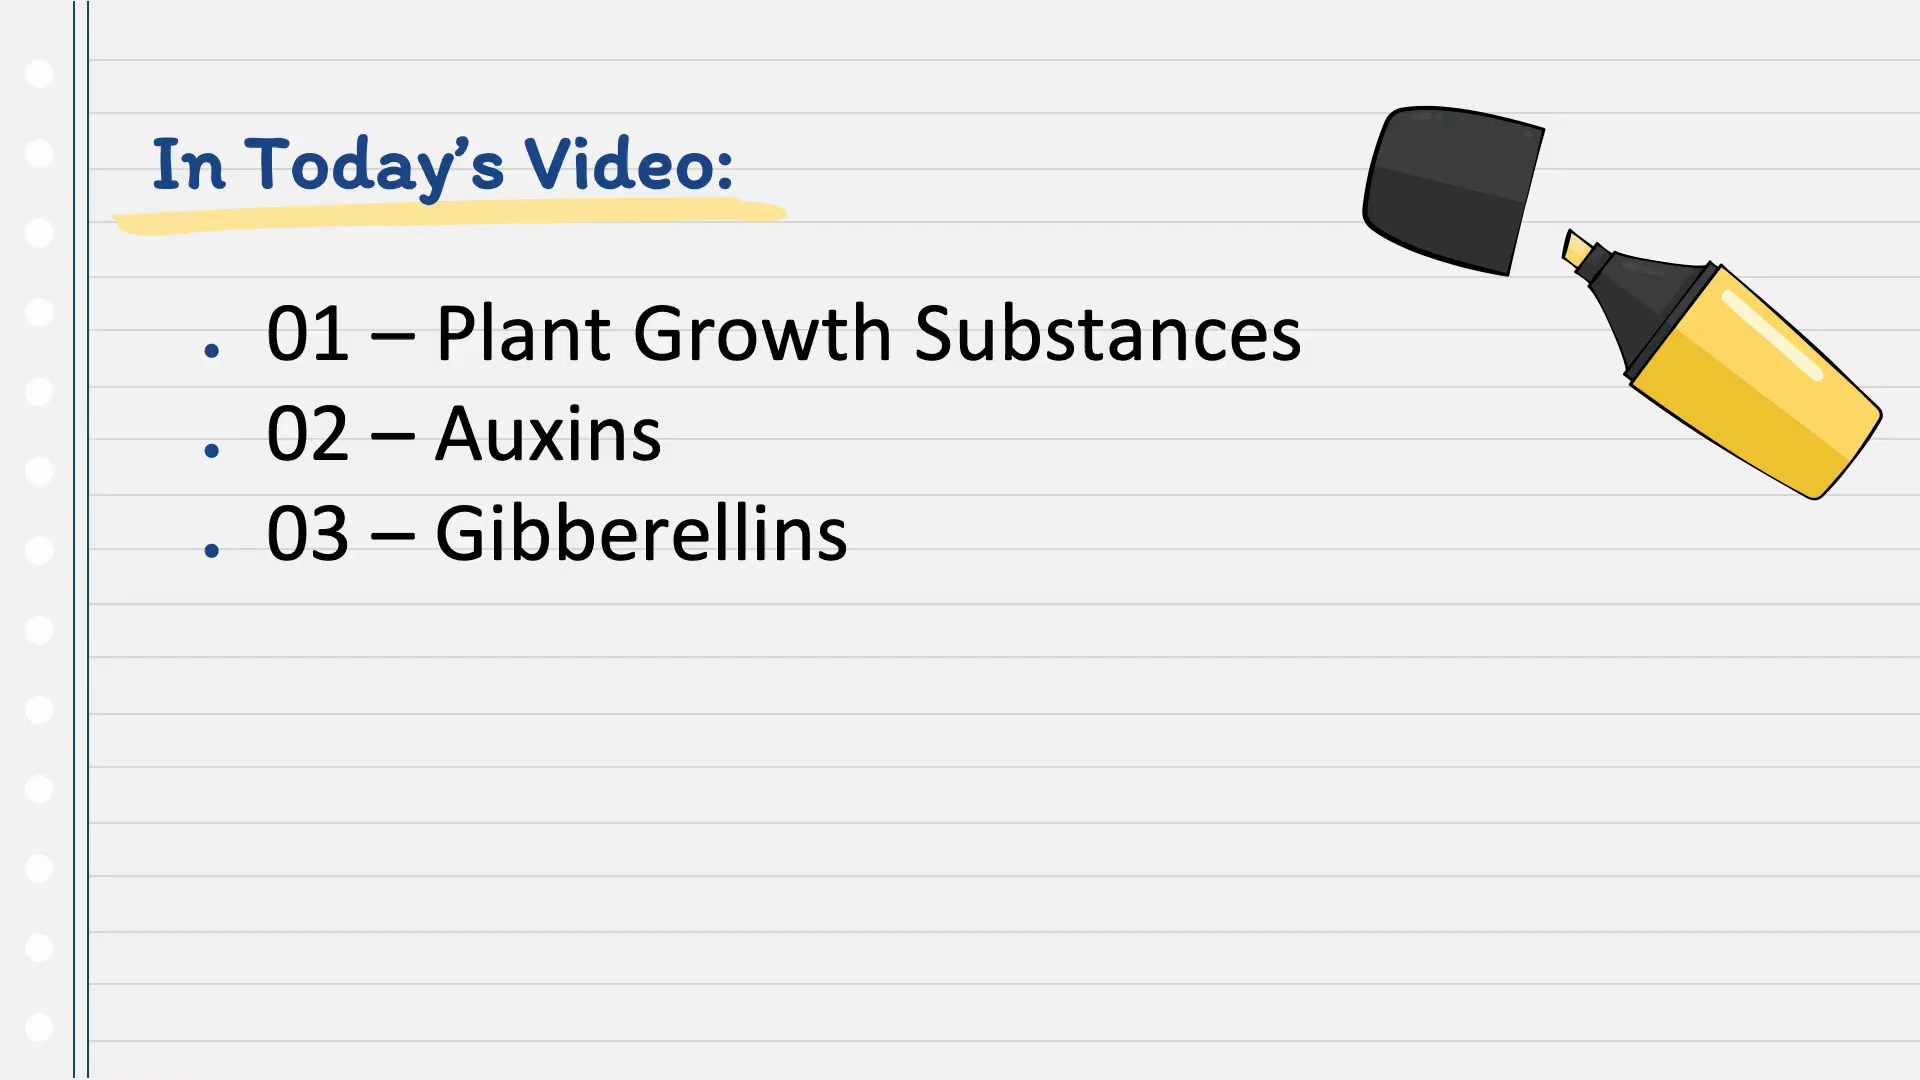 In Today’s Video:
• 01 – Plant Growth Substances
• 02 – Auxins
• 03 – Gibberellins